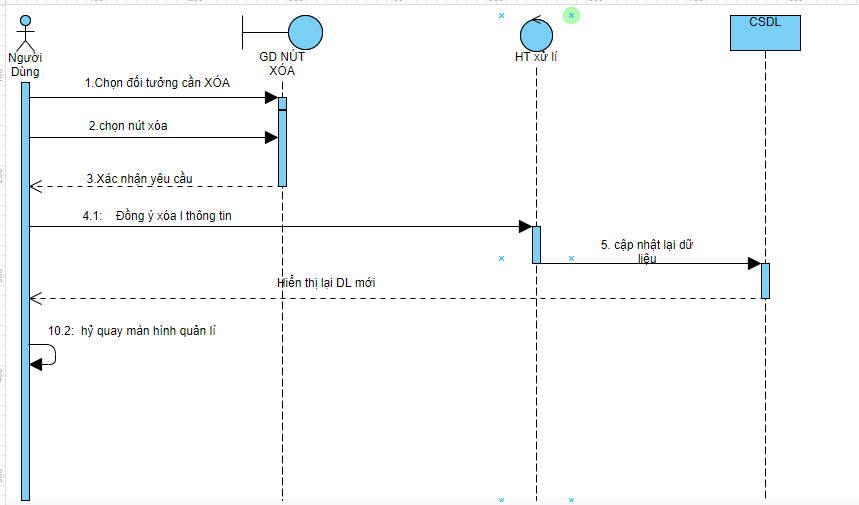 Người
Dùng
GD NÚT
XÓA
HT xử lí
CSDL
1.Chọn đối tưởng cần XÓA
2.chọn nút xóa
3.Xác nhận yêu cầu
4.1: Đồng ý xóa l thông tin
5. cập nhật lại dữ
liệu
Hiển thị lại DL mới
10.2: hỷ quay màn hình quản lí